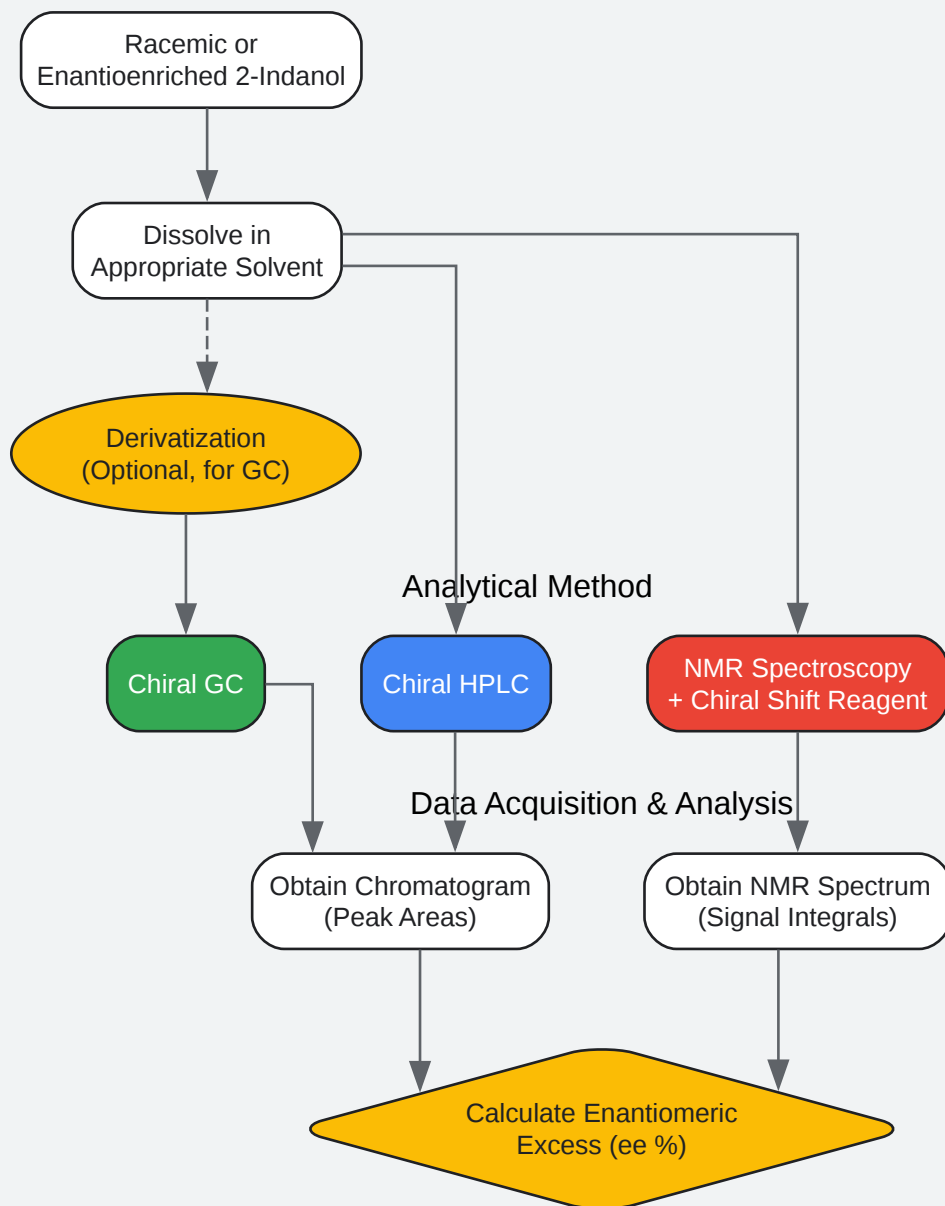 Racemic or
Enantioenriched 2-Indanol
Dissolve in
Appropriate Solvent
Derivatization
(Optional, for GC)
Analytical Method
Chiral GC
Chiral HPLC
NMR Spectroscopy
+ Chiral Shift Reagent
Data Acquisition & Analysis
Obtain Chromatogram
(Peak Areas)
Obtain NMR Spectrum
(Signal Integrals)
Calculate Enantiomeric
Excess (ee %)